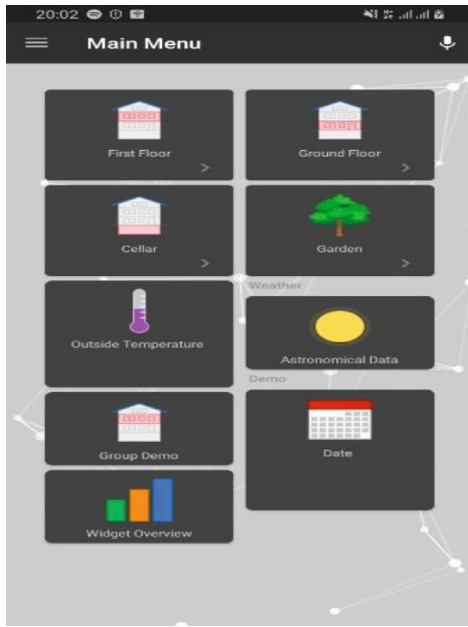 20:02
Main Menu
First Floor
Ground Floor
Cellar
Garden
Weather
Outside Temperature
Astronomical Data
Demo
Group Demo
Date
Widget Overview